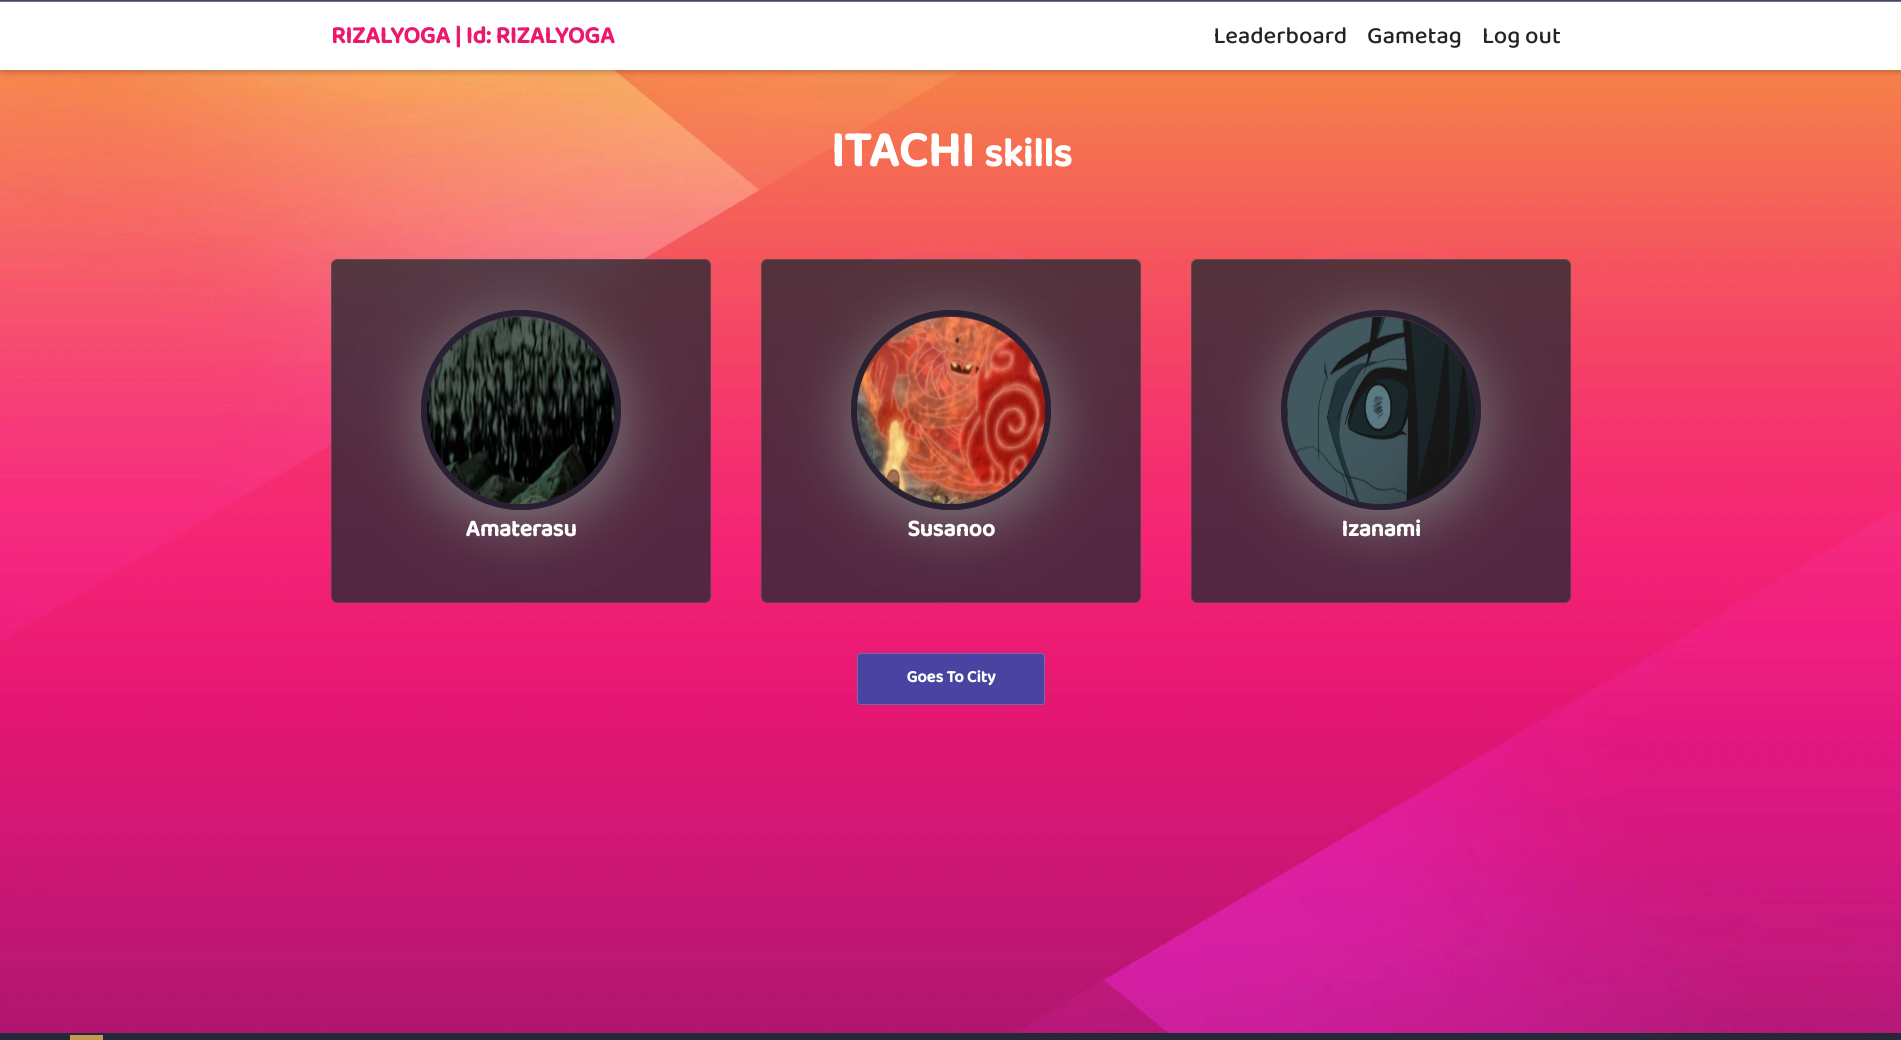 RIZALYOGA | Id: RIZALYOGA
Leaderboard Gametag Log out
ITACHI skills
Amaterasu
Susanoo
Izanami
Goes To City